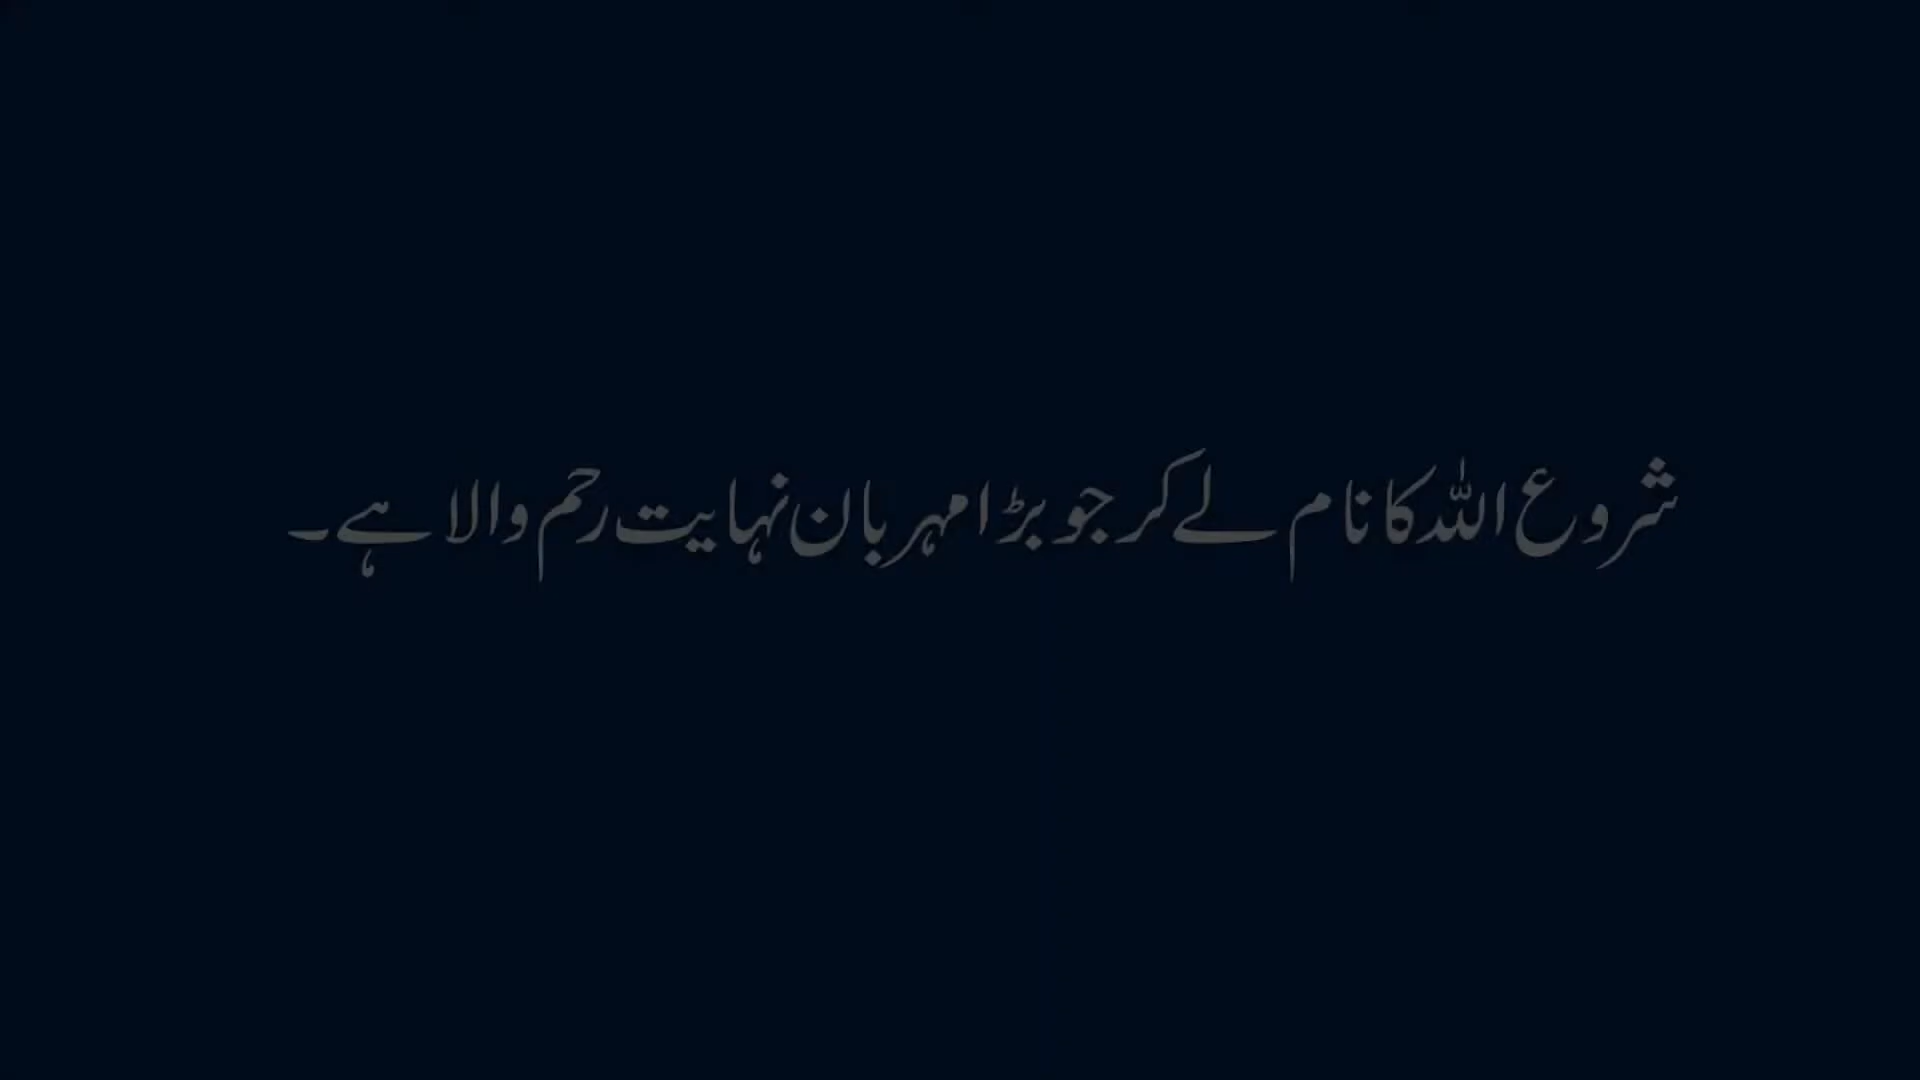 شروع اللہ کا نام لے کر جو بڑا مہربان نہایت رحم والا ہے۔